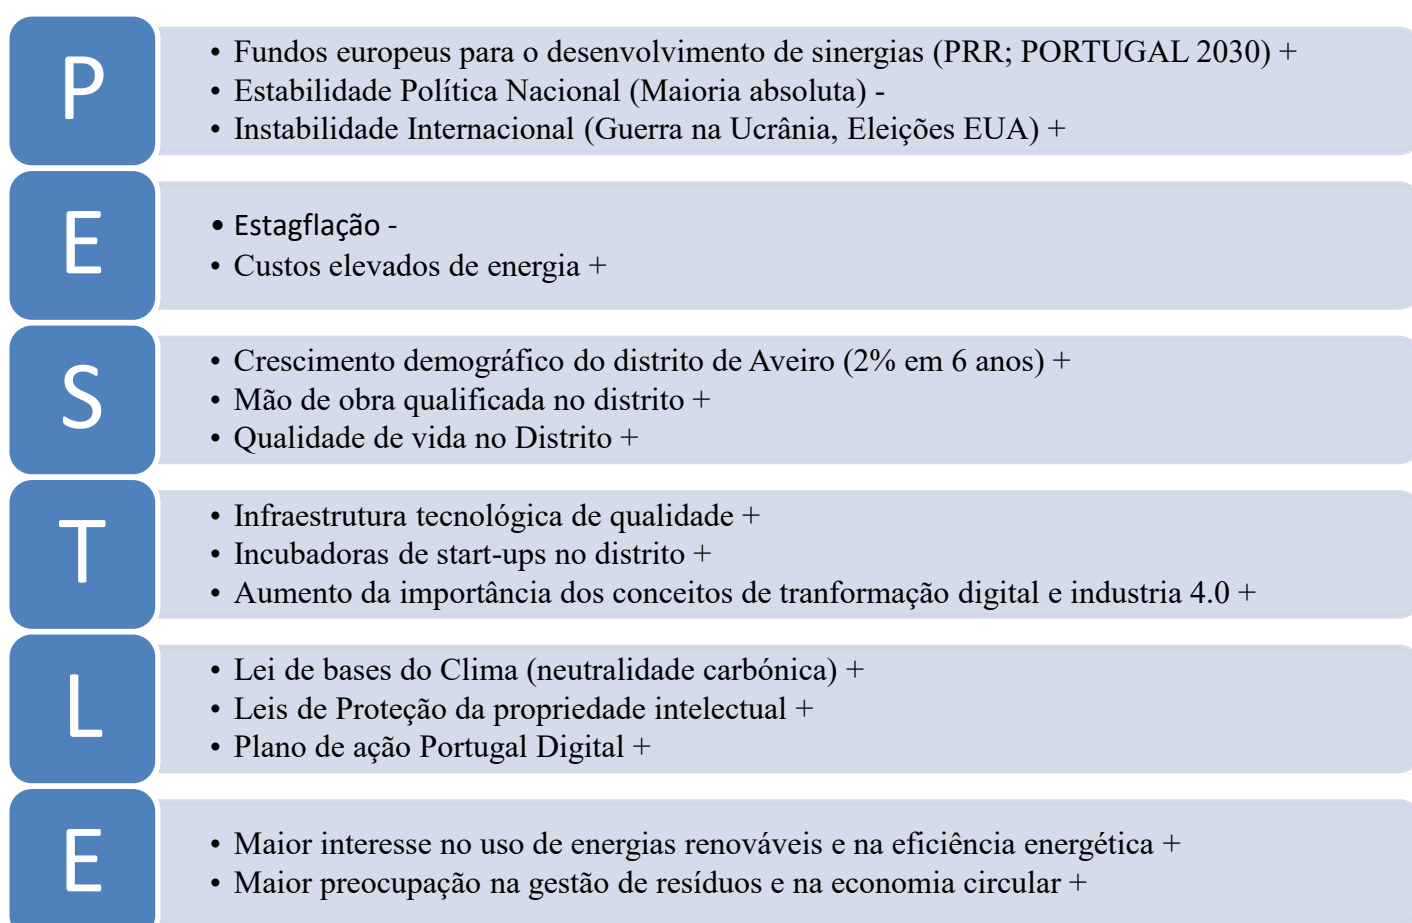 P
• Fundos europeus para o desenvolvimento de sinergias (PRR; PORTUGAL 2030) +
• Estabilidade Política Nacional (Maioria absoluta) -
• Instabilidade Internacional (Guerra na Ucrânia, Eleições EUA) +
E
• Estagflação -
• Custos elevados de energia +
S
• Crescimento demográfico do distrito de Aveiro (2% em 6 anos) +
• Mão de obra qualificada no distrito +
• Qualidade de vida no Distrito +
T
• Infraestrutura tecnológica de qualidade +
• Incubadoras de start-ups no distrito +
• Aumento da importância dos conceitos de tranformação digital e industria 4.0 +
L
• Lei de bases do Clima (neutralidade carbónica) +
• Leis de Proteção da propriedade intelectual +
• Plano de ação Portugal Digital +
E
• Maior interesse no uso de energias renováveis e na eficiência energética +
• Maior preocupação na gestão de resíduos e na economia circular +